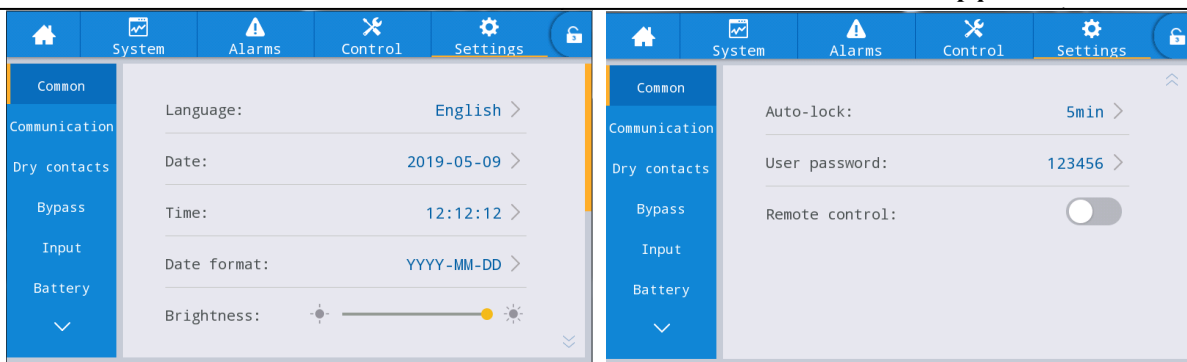 System Alarms Control Settings
Common
Communication
Dry contacts
Bypass
Input
Battery
Language: English
Date: 2019-05-09
Time: 12:12:12
Date format: YYYY-MM-DD
Brightness:
System Alarms Control Settings
Common
Communication
Dry contacts
Bypass
Input
Battery
Auto-lock: 5min
User password: 123456
Remote control: